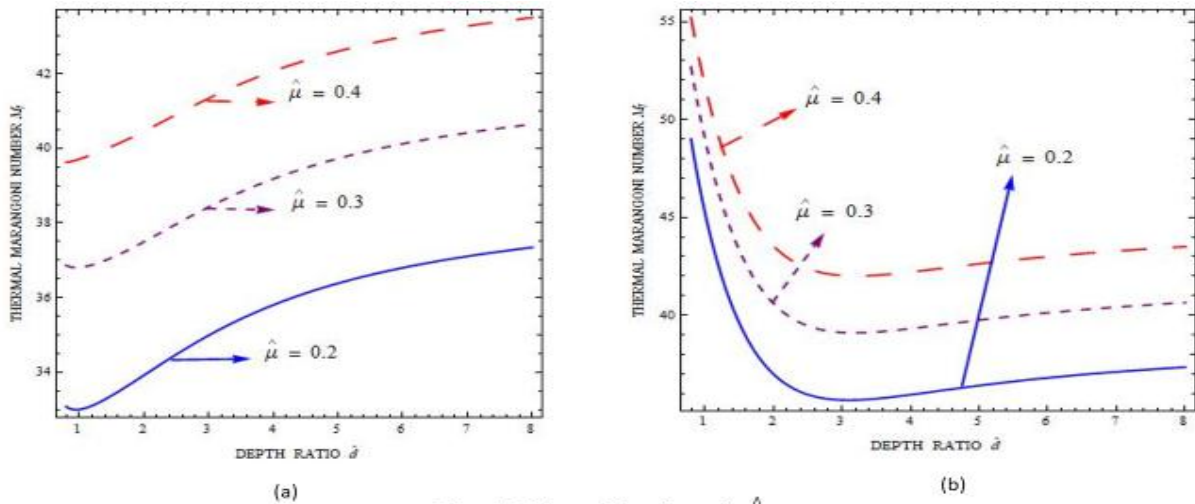 42
40
38
36
34
THERMAL MARANGONI NUMBER M_T
μ̂ = 0.4
μ̂ = 0.3
μ̂ = 0.2
1 2 3 4 5 6 7 8
DEPTH RATIO d̂
(a)
55
50
45
40
THERMAL MARANGONI NUMBER M_T
μ̂ = 0.4
μ̂ = 0.2
μ̂ = 0.3
1 2 3 4 5 6 7 8
DEPTH RATIO d̂
(b)